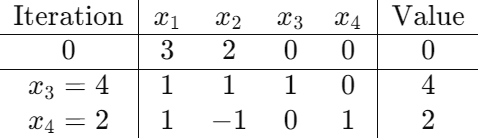 Iteration x₁ x₂ x₃ x₄ Value
0 3 2 0 0 0
x₃ = 4 1 1 1 0 4
x₄ = 2 1 −1 0 1 2